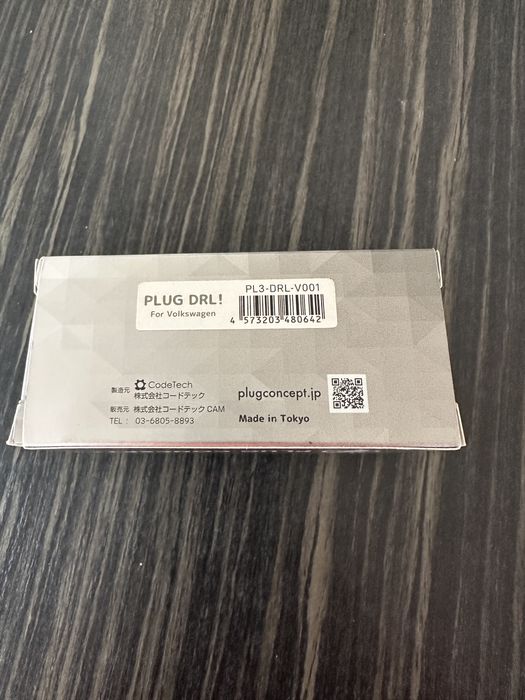 PLUG DRL!
For Volkswagen
PL3-DRL-V001
4 573203 480642
製造元 CodeTech
株式会社コードテック
販売元 株式会社コードテック CAM
TEL : 03-6805-8893
plugconcept.jp
Made in Tokyo